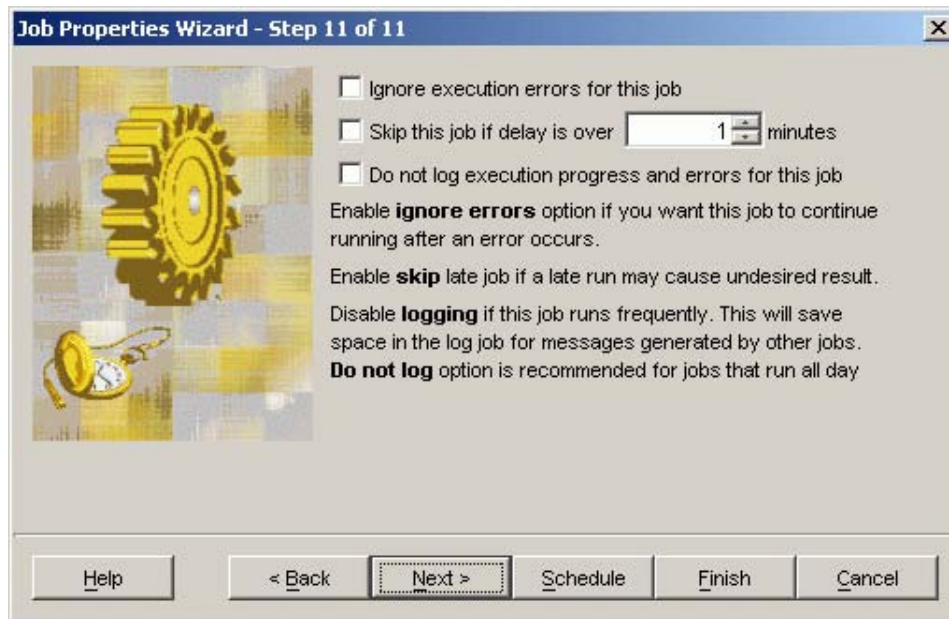 Job Properties Wizard - Step 11 of 11
Ignore execution errors for this job
Skip this job if delay is over 1 minutes
Do not log execution progress and errors for this job
Enable ignore errors option if you want this job to continue
running after an error occurs.
Enable skip late job if a late run may cause undesired result.
Disable logging if this job runs frequently. This will save
space in the log job for messages generated by other jobs.
Do not log option is recommended for jobs that run all day
Help < Back Next > Schedule Finish Cancel